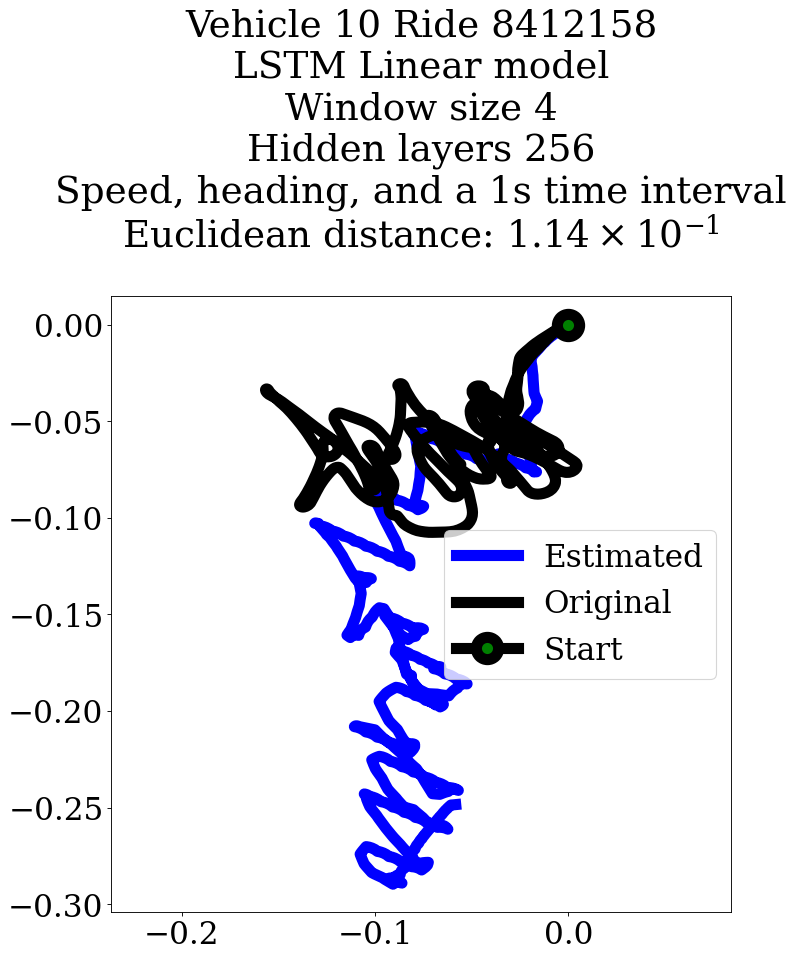 Vehicle 10 Ride 8412158
LSTM Linear model
Window size 4
Hidden layers 256
Speed, heading, and a 1s time interval
Euclidean distance: 1.14 × 10⁻¹
0.00
−0.05
−0.10
−0.15
−0.20
−0.25
−0.30
Estimated
Original
Start
−0.2 −0.1 0.0